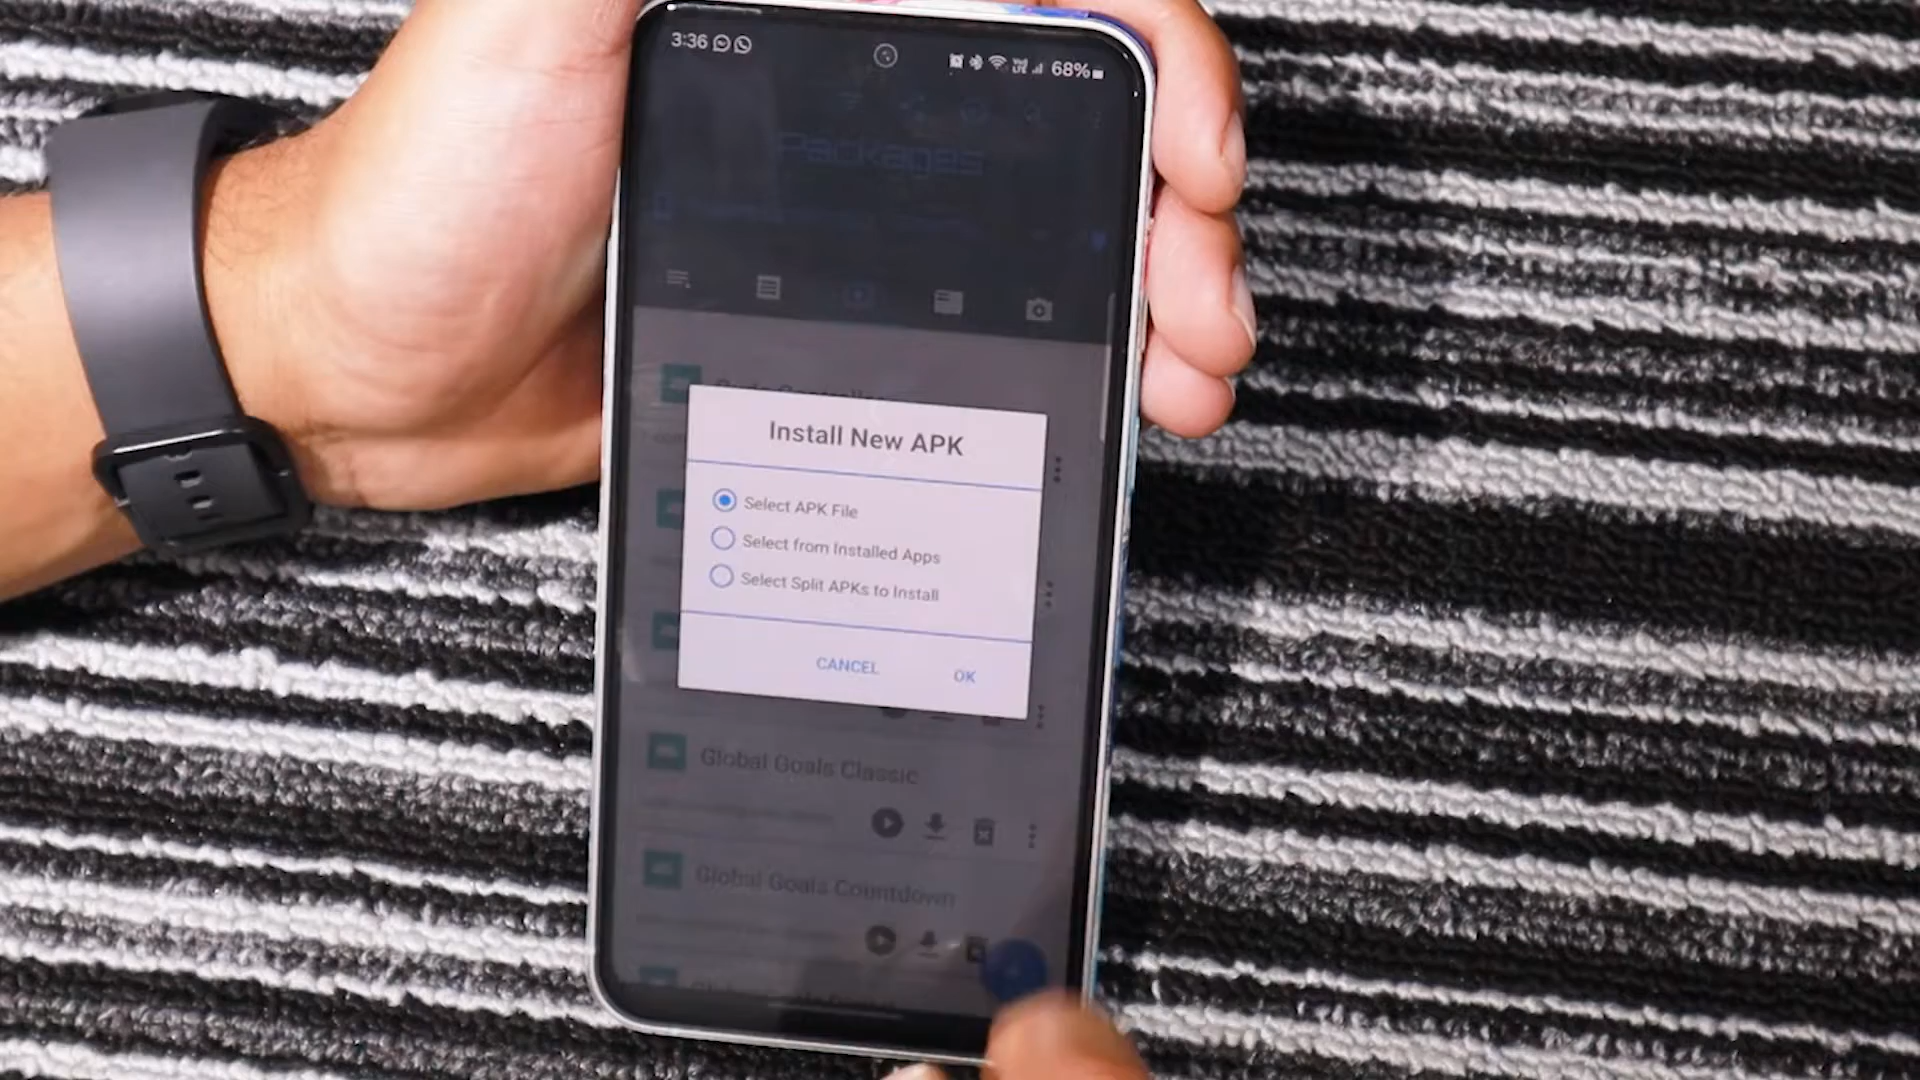 3:36
68%
Packages
Install New APK
Select APK File
Select from Installed Apps
Select Split APKs to Install
CANCEL
OK
Global Goals Classic
Global Goals Countdown